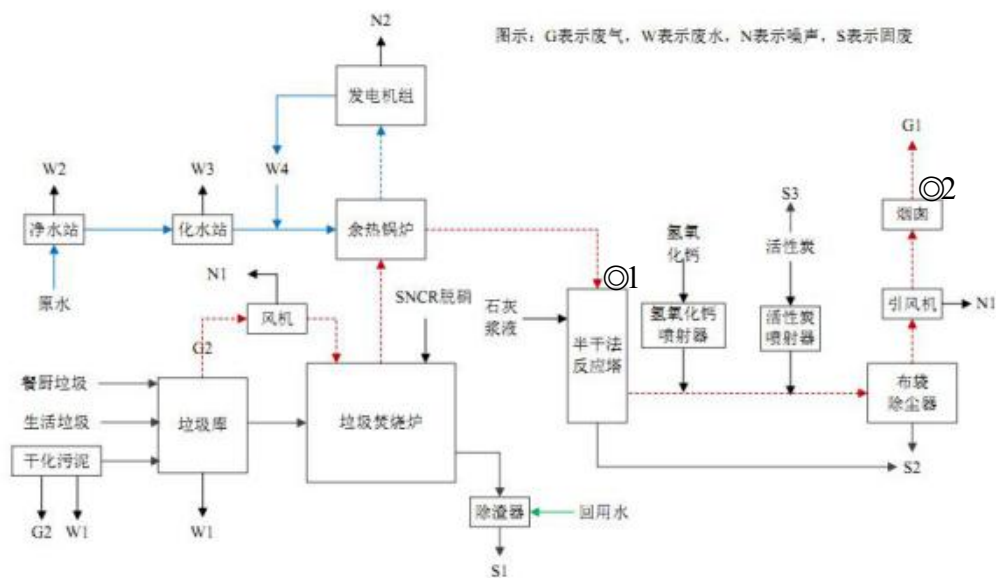 N2
图示：G表示废气，W表示废水，N表示噪声，S表示固废
发电机组
G1
W2
W3
W4
S3
◎2
烟囱
净水站
化水站
余热锅炉
氢氧
化钙
活性炭
原水
N1
SNCR脱硝
◎1
石灰
浆液
风机
G2
半干法
反应塔
氢氧化钙
喷射器
活性炭
喷射器
引风机
N1
餐厨垃圾
生活垃圾
干化污泥
垃圾库
垃圾焚烧炉
布袋
除尘器
S2
G2
W1
W1
除渣器
回用水
S1